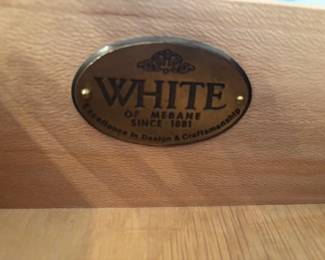 WHITE
OF MEBANE
SINCE 1881
Excellence in Design & Craftsmanship